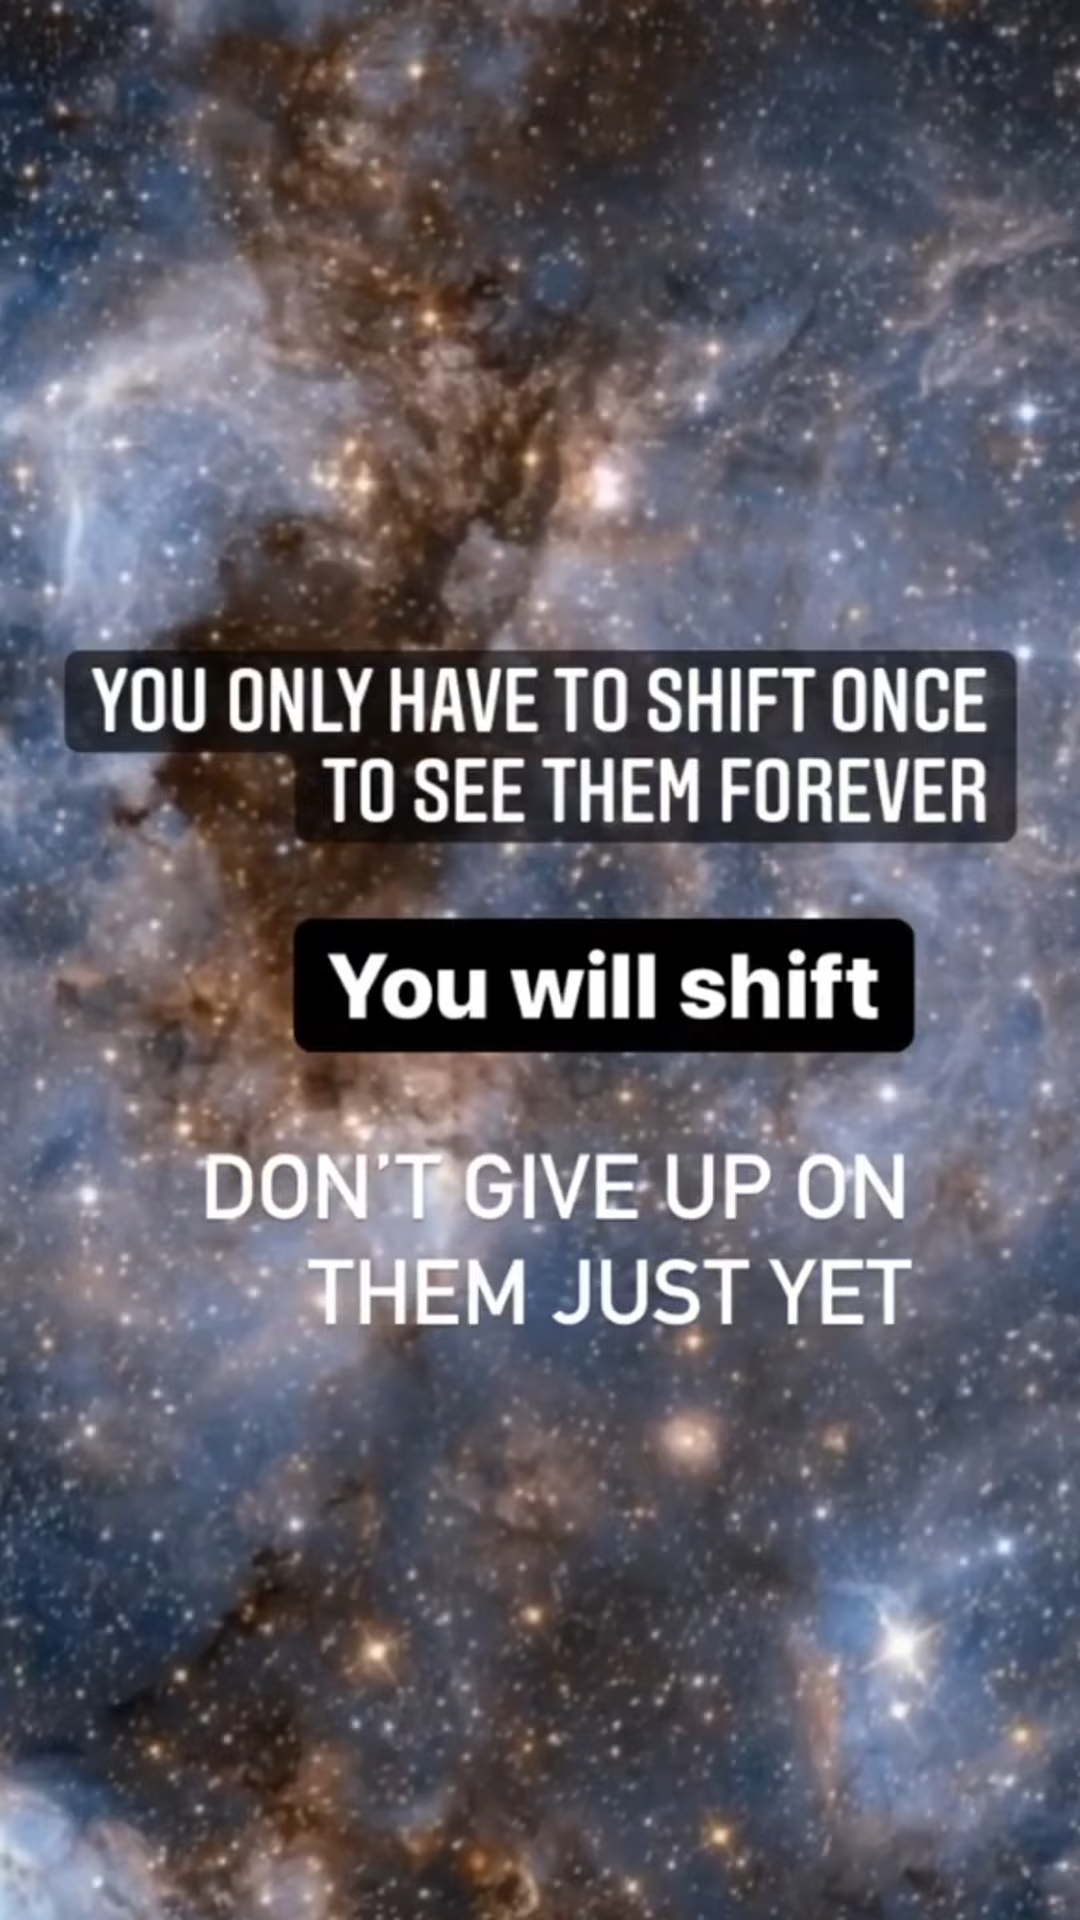 YOU ONLY HAVE TO SHIFT ONCE
TO SEE THEM FOREVER
You will shift
DON'T GIVE UP ON
THEM JUST YET